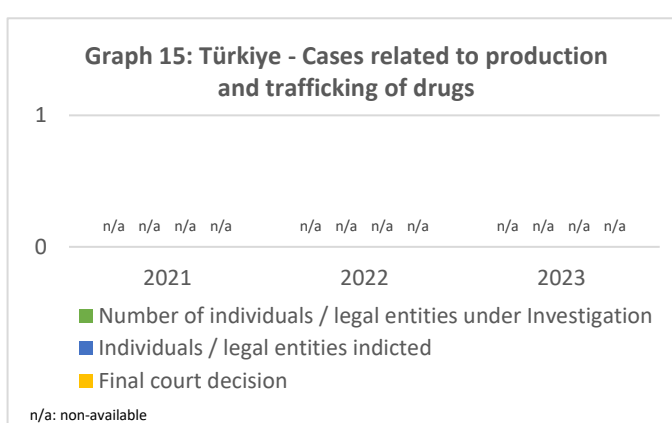 Graph 15: Türkiye - Cases related to production
and trafficking of drugs
1
n/a n/a n/a n/a n/a n/a n/a n/a n/a n/a n/a n/a
0
2021 2022 2023
Number of individuals / legal entities under Investigation
Individuals / legal entities indicted
Final court decision
n/a: non-available